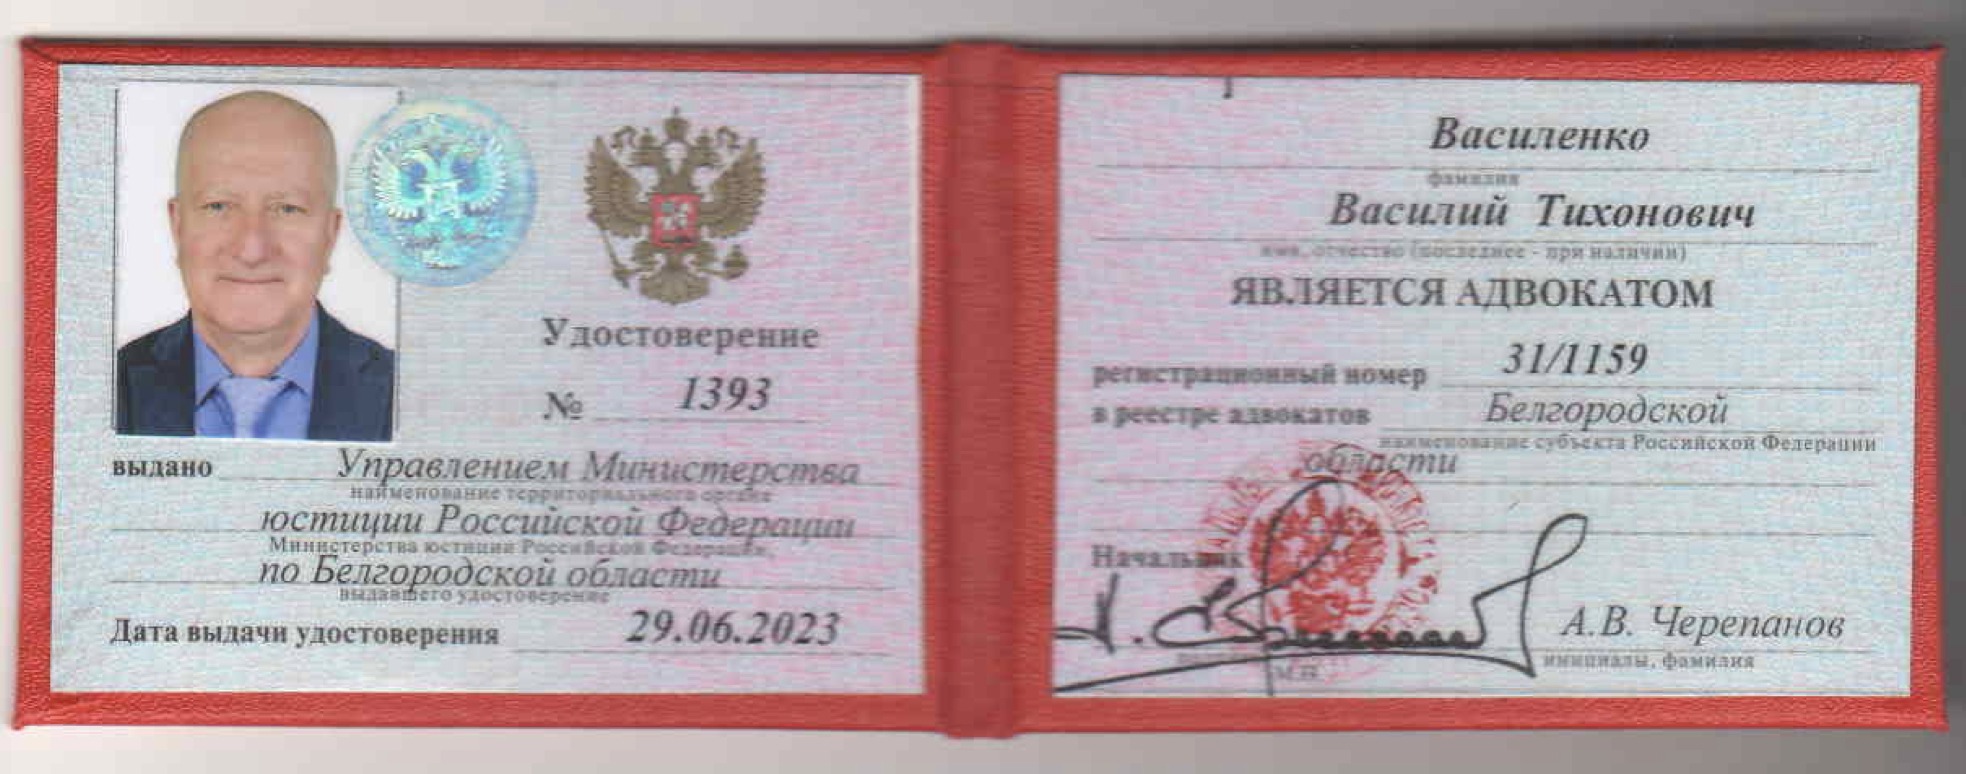 Удостоверение
№ 1393
выдано Управлением Министерства
наименование территориального органа
юстиции Российской Федерации
Министерства юстиции Российской Федерации,
по Белгородской области
выдавшего удостоверение
Дата выдачи удостоверения 29.06.2023
Василенко
фамилия
Василий Тихонович
имя, отчество (последнее - при наличии)
ЯВЛЯЕТСЯ АДВОКАТОМ
регистрационный номер 31/1159
в реестре адвокатов Белгородской
наименование субъекта Российской Федерации
области
Начальник
А.В. Черепанов
инициалы, фамилия
М.П.